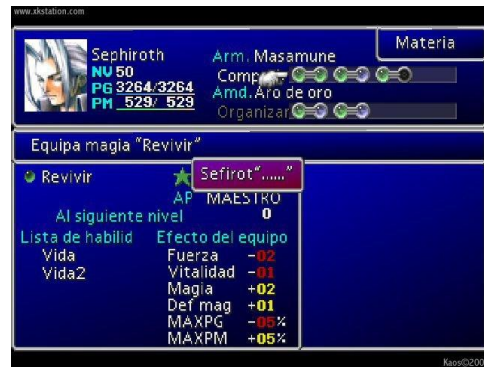 www.xkstation.com
Materia
Sephiroth
Arm. Masamune
NU 50
Comp
PG 3264/3264
Amd. Aro de oro
PM 529/ 529
Organizar
Equipa magia "Revivir"
Revivir
Sefirot"......"
AP MAESTRO
Al siguiente nivel 0
Lista de habilid Efecto del equipo
Vida Fuerza -02
Vida2 Vitalidad -01
Magia +02
Def mag +01
MAXPG -05%
MAXPM +05%
Kaos©200